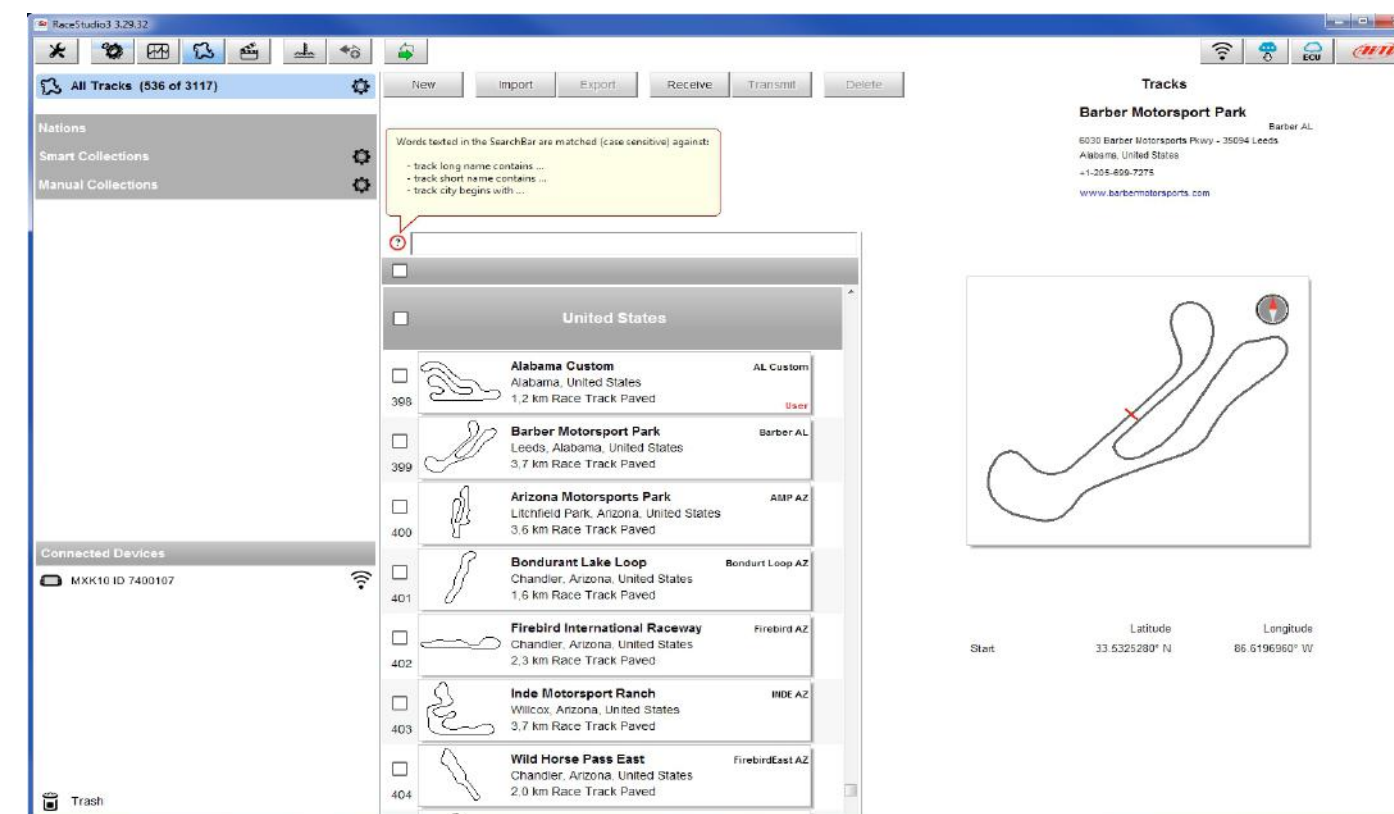 RaceStudio3 3.29.32
ECU
All Tracks (536 of 3117)
New Import Export Receive Transmit Delete
Tracks
Nations
Smart Collections
Manual Collections
Words texted in the SearchBar are matched (case sensitive) against:
- track long name contains ...
- track short name contains ...
- track city begins with ...
?
Barber Motorsport Park
Barber AL
6030 Barber Motorsports Pkwy - 35094 Leeds
Alabama, United States
+1-205-699-7275
www.barbermotorsports.com
United States
398
Alabama Custom AL Custom
Alabama, United States
1,2 km Race Track Paved User
399
Barber Motorsport Park Barber AL
Leeds, Alabama, United States
3,7 km Race Track Paved
400
Arizona Motorsports Park AMP AZ
Litchfield Park, Arizona, United States
3,6 km Race Track Paved
401
Bondurant Lake Loop Bondurt Loop AZ
Chandler, Arizona, United States
1,6 km Race Track Paved
402
Firebird International Raceway Firebird AZ
Chandler, Arizona, United States
2,3 km Race Track Paved
403
Inde Motorsport Ranch INDE AZ
Willcox, Arizona, United States
3,7 km Race Track Paved
404
Wild Horse Pass East FirebirdEast AZ
Chandler, Arizona, United States
2,0 km Race Track Paved
Connected Devices
MXK10 ID 7400107
Trash
Latitude Longitude
Start 33.5325280° N 86.6196960° W